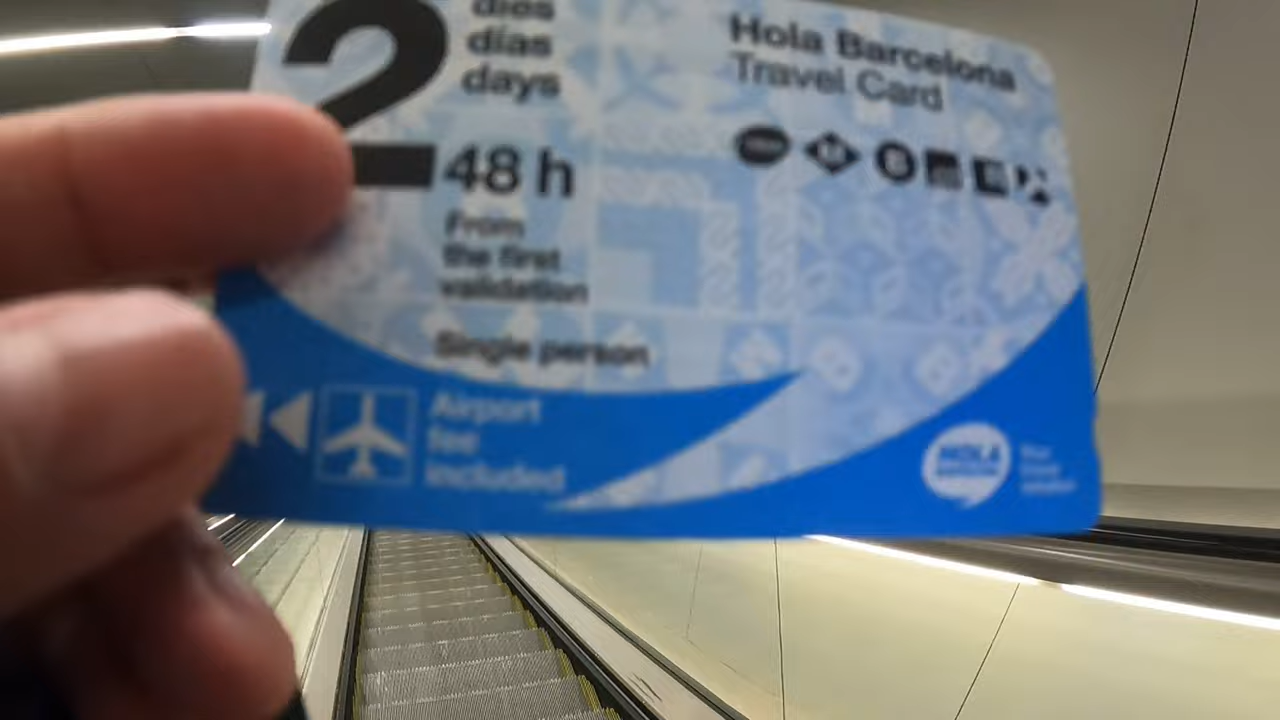 2
dies
días
days
48 h
From
the first
validation
Single person
Airport
fee
included
Hola Barcelona
Travel Card
M
HOLA